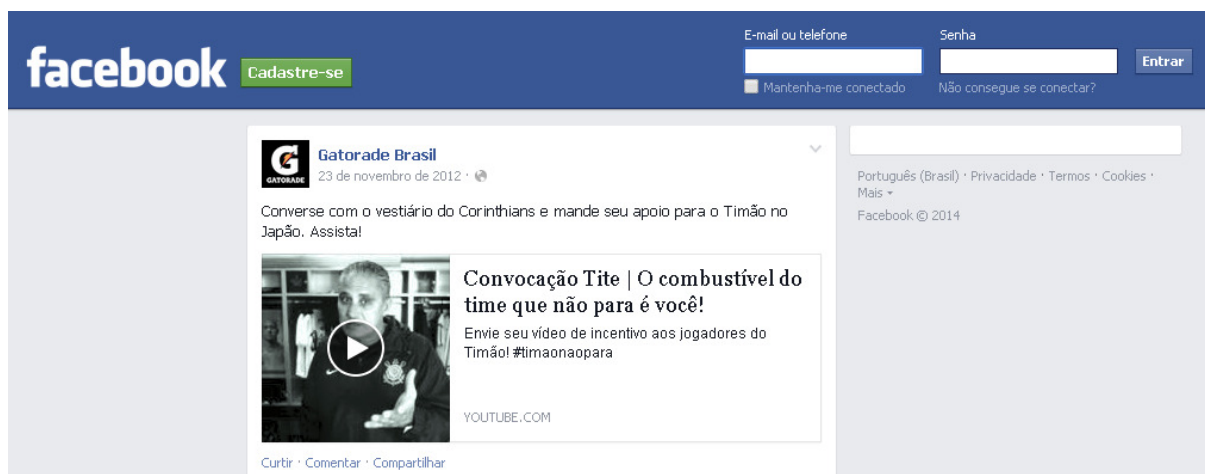 facebook
Cadastre-se
E-mail ou telefone
Senha
Entrar
Mantenha-me conectado
Não consegue se conectar?
G
GATORADE
Gatorade Brasil
23 de novembro de 2012 ·
Converse com o vestiário do Corinthians e mande seu apoio para o Timão no
Japão. Assista!
Convocação Tite | O combustível do
time que não para é você!
Envie seu vídeo de incentivo aos jogadores do
Timão! #timaonaopara
YOUTUBE.COM
Curtir · Comentar · Compartilhar
Português (Brasil) · Privacidade · Termos · Cookies ·
Mais
Facebook © 2014